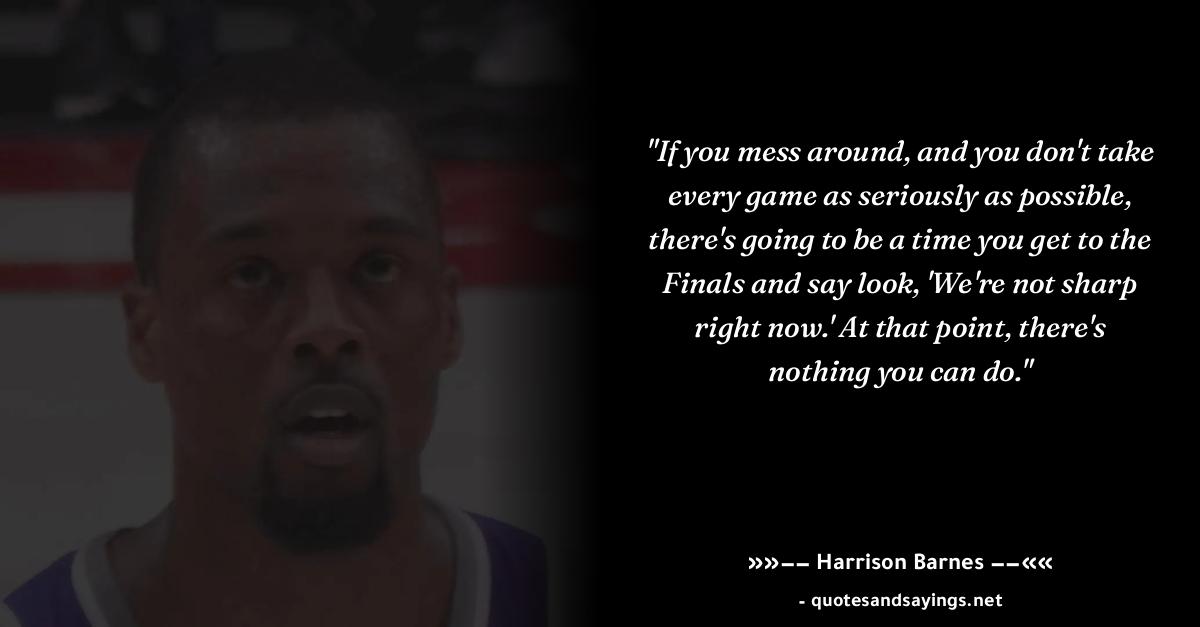 "If you mess around, and you don't take
every game as seriously as possible,
there's going to be a time you get to the
Finals and say look, 'We're not sharp
right now.' At that point, there's
nothing you can do."
»»−− Harrison Barnes −−««
- quotesandsayings.net